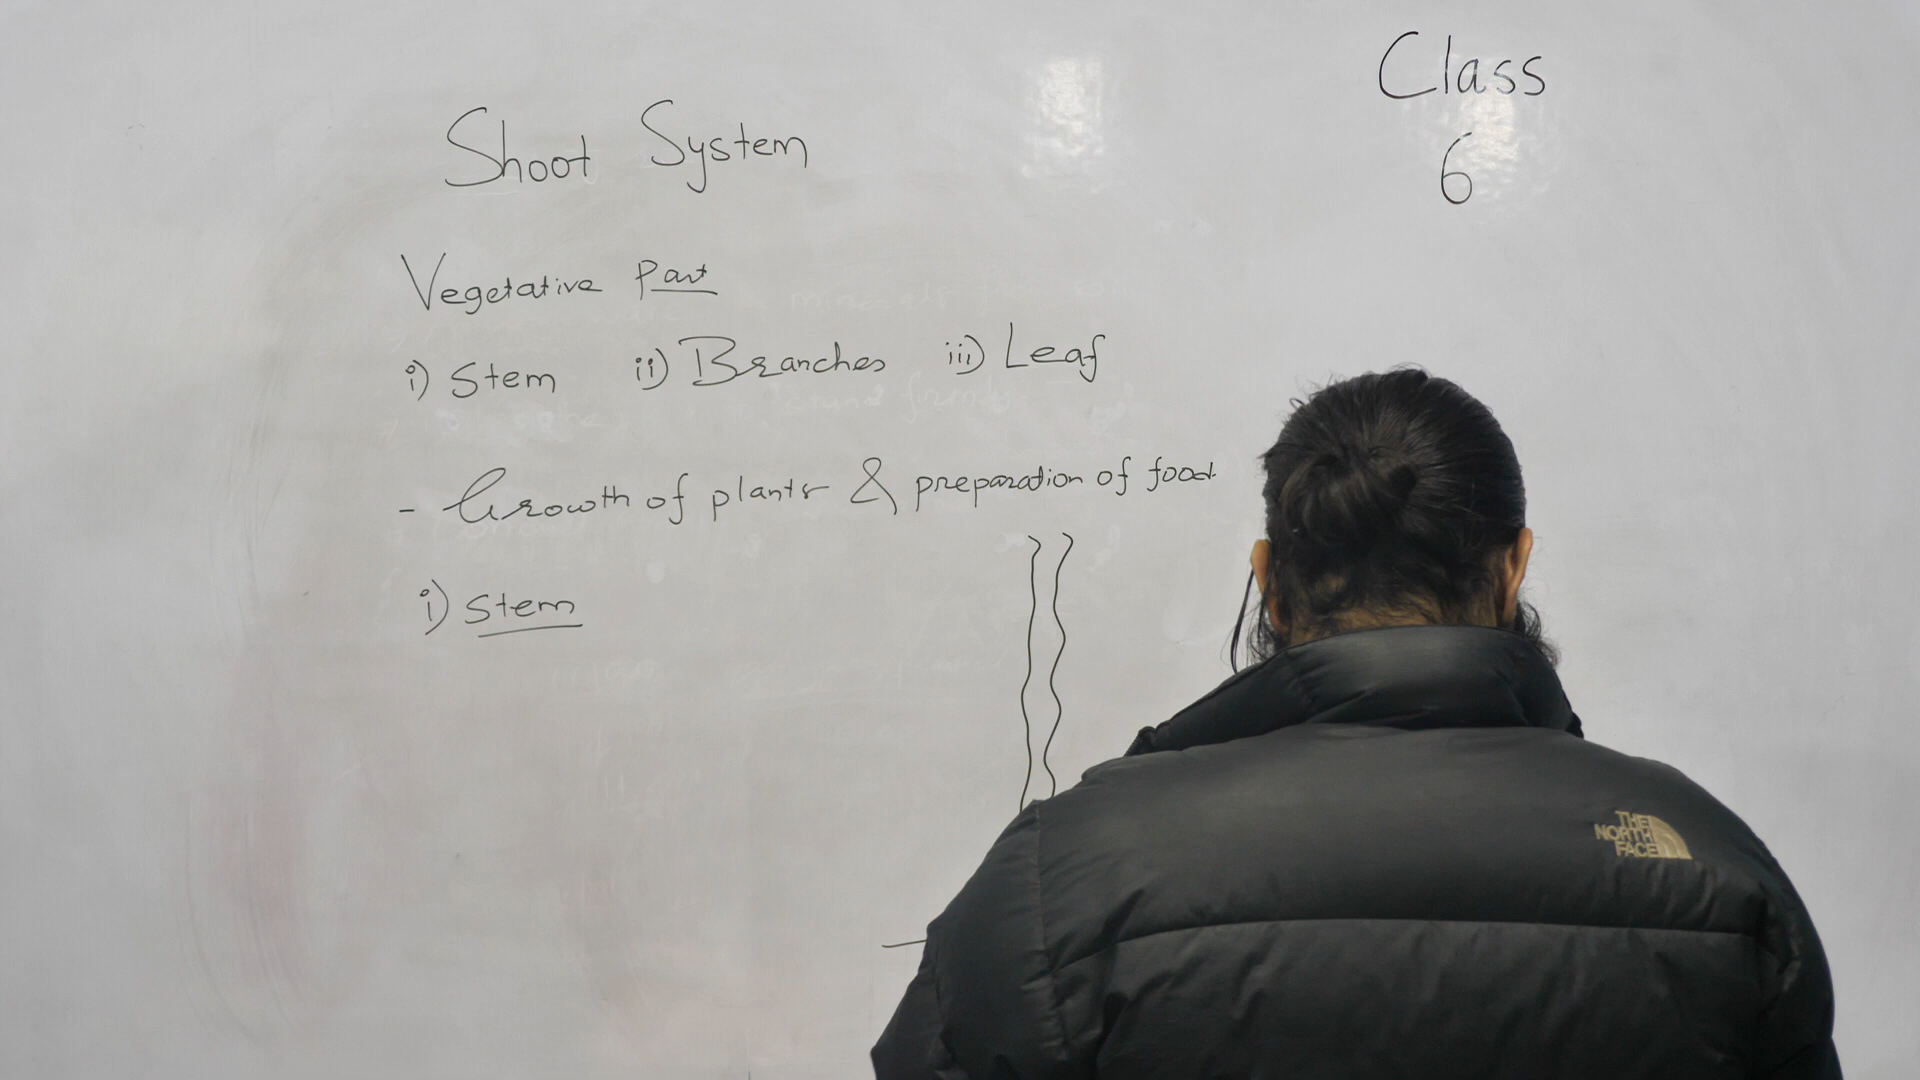 Class
6
Shoot System
Vegetative Part
i) Stem ii) Branches iii) Leaf
- Growth of plants & preparation of food.
i) Stem
THE
NORTH
FACE